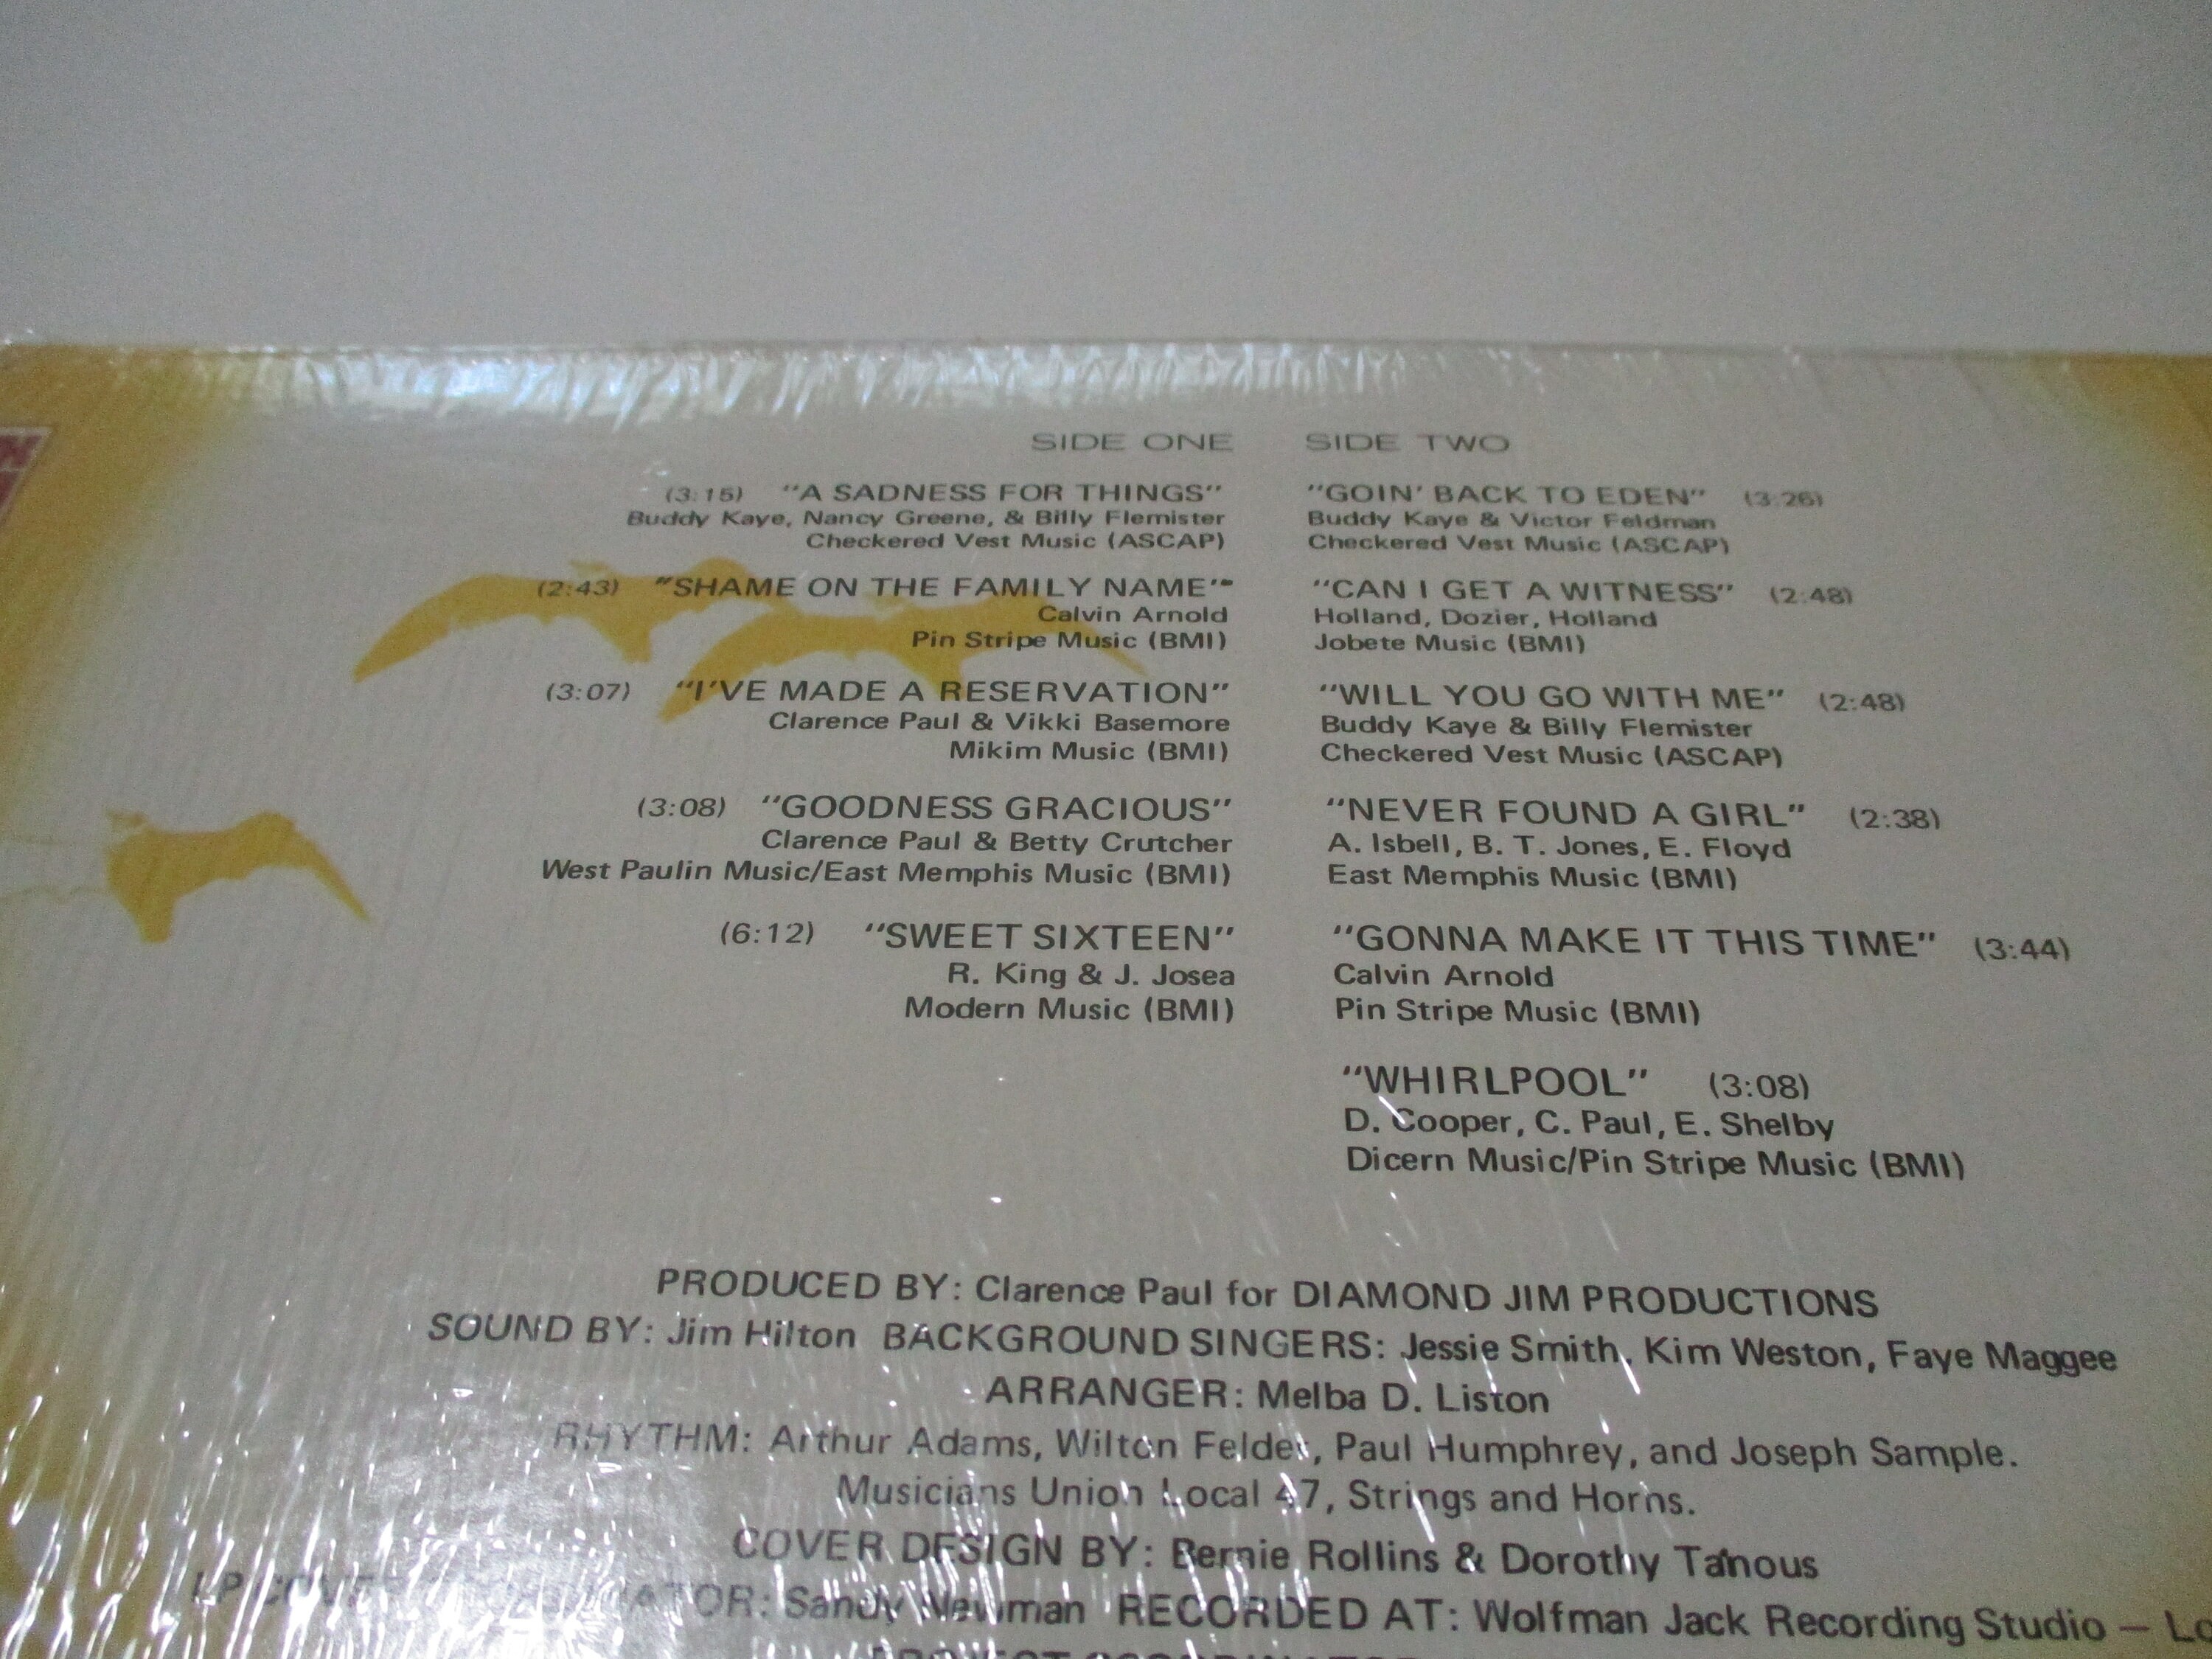 SIDE ONE
(3:15) "A SADNESS FOR THINGS"
Buddy Kaye, Nancy Greene, & Billy Flemister
Checkered Vest Music (ASCAP)
(2:43) "SHAME ON THE FAMILY NAME"
Calvin Arnold
Pin Stripe Music (BMI)
(3:07) "I'VE MADE A RESERVATION"
Clarence Paul & Vikki Basemore
Mikim Music (BMI)
(3:08) "GOODNESS GRACIOUS"
Clarence Paul & Betty Crutcher
West Paulin Music/East Memphis Music (BMI)
(6:12) "SWEET SIXTEEN"
R. King & J. Josea
Modern Music (BMI)
SIDE TWO
"GOIN' BACK TO EDEN" (3:26)
Buddy Kaye & Victor Feldman
Checkered Vest Music (ASCAP)
"CAN I GET A WITNESS" (2:48)
Holland, Dozier, Holland
Jobete Music (BMI)
"WILL YOU GO WITH ME" (2:48)
Buddy Kaye & Billy Flemister
Checkered Vest Music (ASCAP)
"NEVER FOUND A GIRL" (2:38)
A. Isbell, B. T. Jones, E. Floyd
East Memphis Music (BMI)
"GONNA MAKE IT THIS TIME" (3:44)
Calvin Arnold
Pin Stripe Music (BMI)
"WHIRLPOOL" (3:08)
D. Cooper, C. Paul, E. Shelby
Dicern Music/Pin Stripe Music (BMI)
PRODUCED BY: Clarence Paul for DIAMOND JIM PRODUCTIONS
SOUND BY: Jim Hilton BACKGROUND SINGERS: Jessie Smith, Kim Weston, Faye Maggee
ARRANGER: Melba D. Liston
RHYTHM: Arthur Adams, Wilton Felder, Paul Humphrey, and Joseph Sample.
Musicians Union Local 47, Strings and Horns.
COVER DESIGN BY: Bernie Rollins & Dorothy Tanous
LP COVER Sandy Newman RECORDED AT: Wolfman Jack Recording Studio —